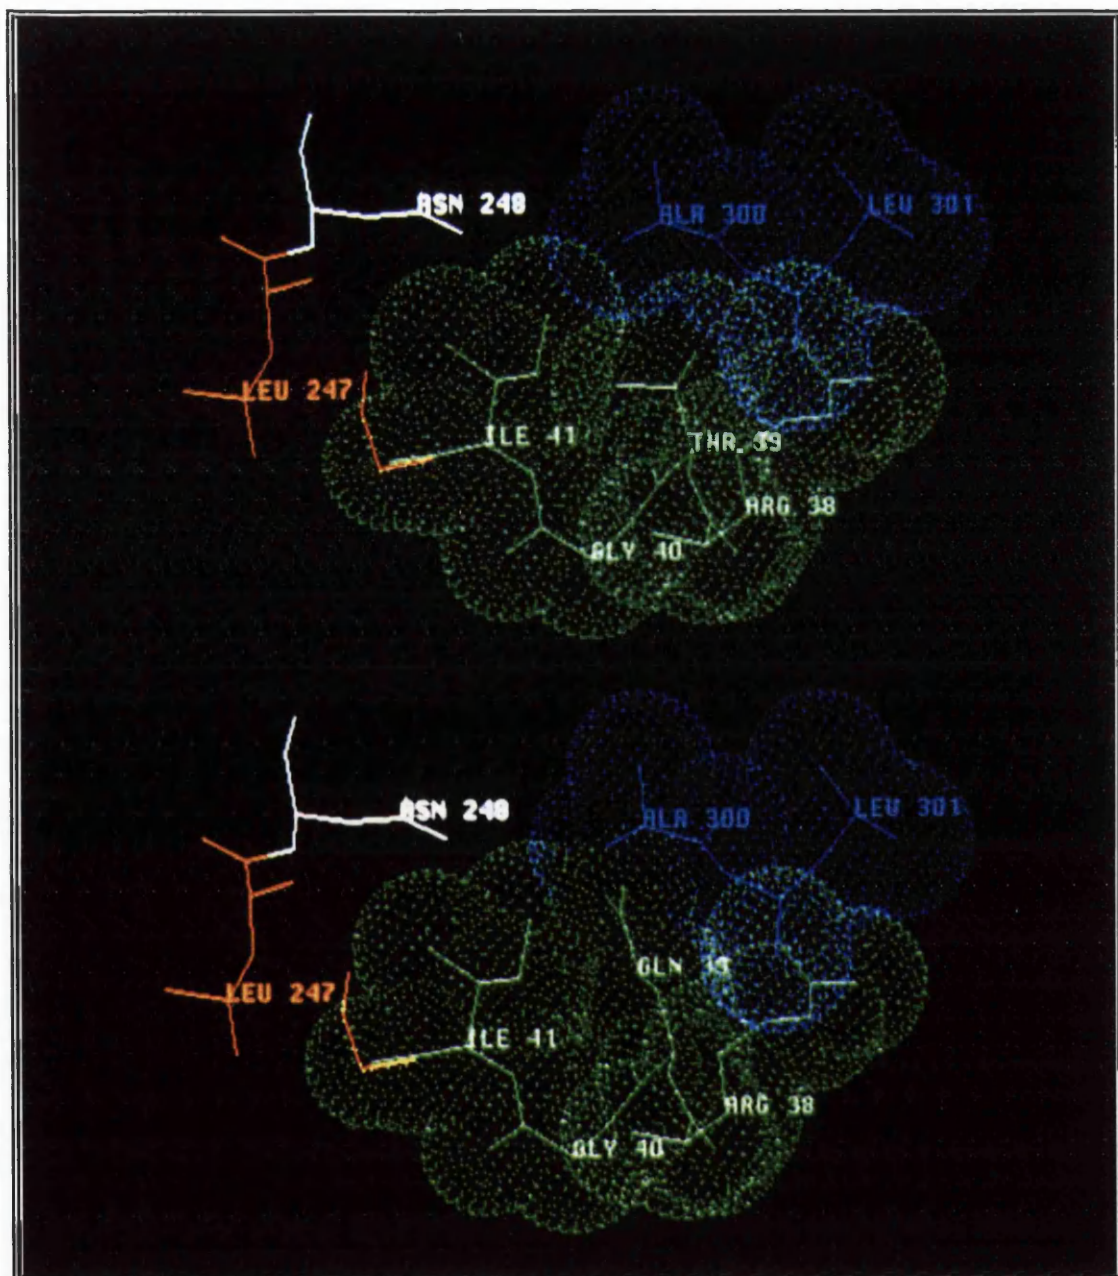 ASN 248
ALA 300
LEU 301
LEU 247
ILE 41
THR 39
ARG 38
GLY 40
ASN 248
ALA 300
LEU 301
GLN 39
LEU 247
ILE 41
ARG 38
GLY 40